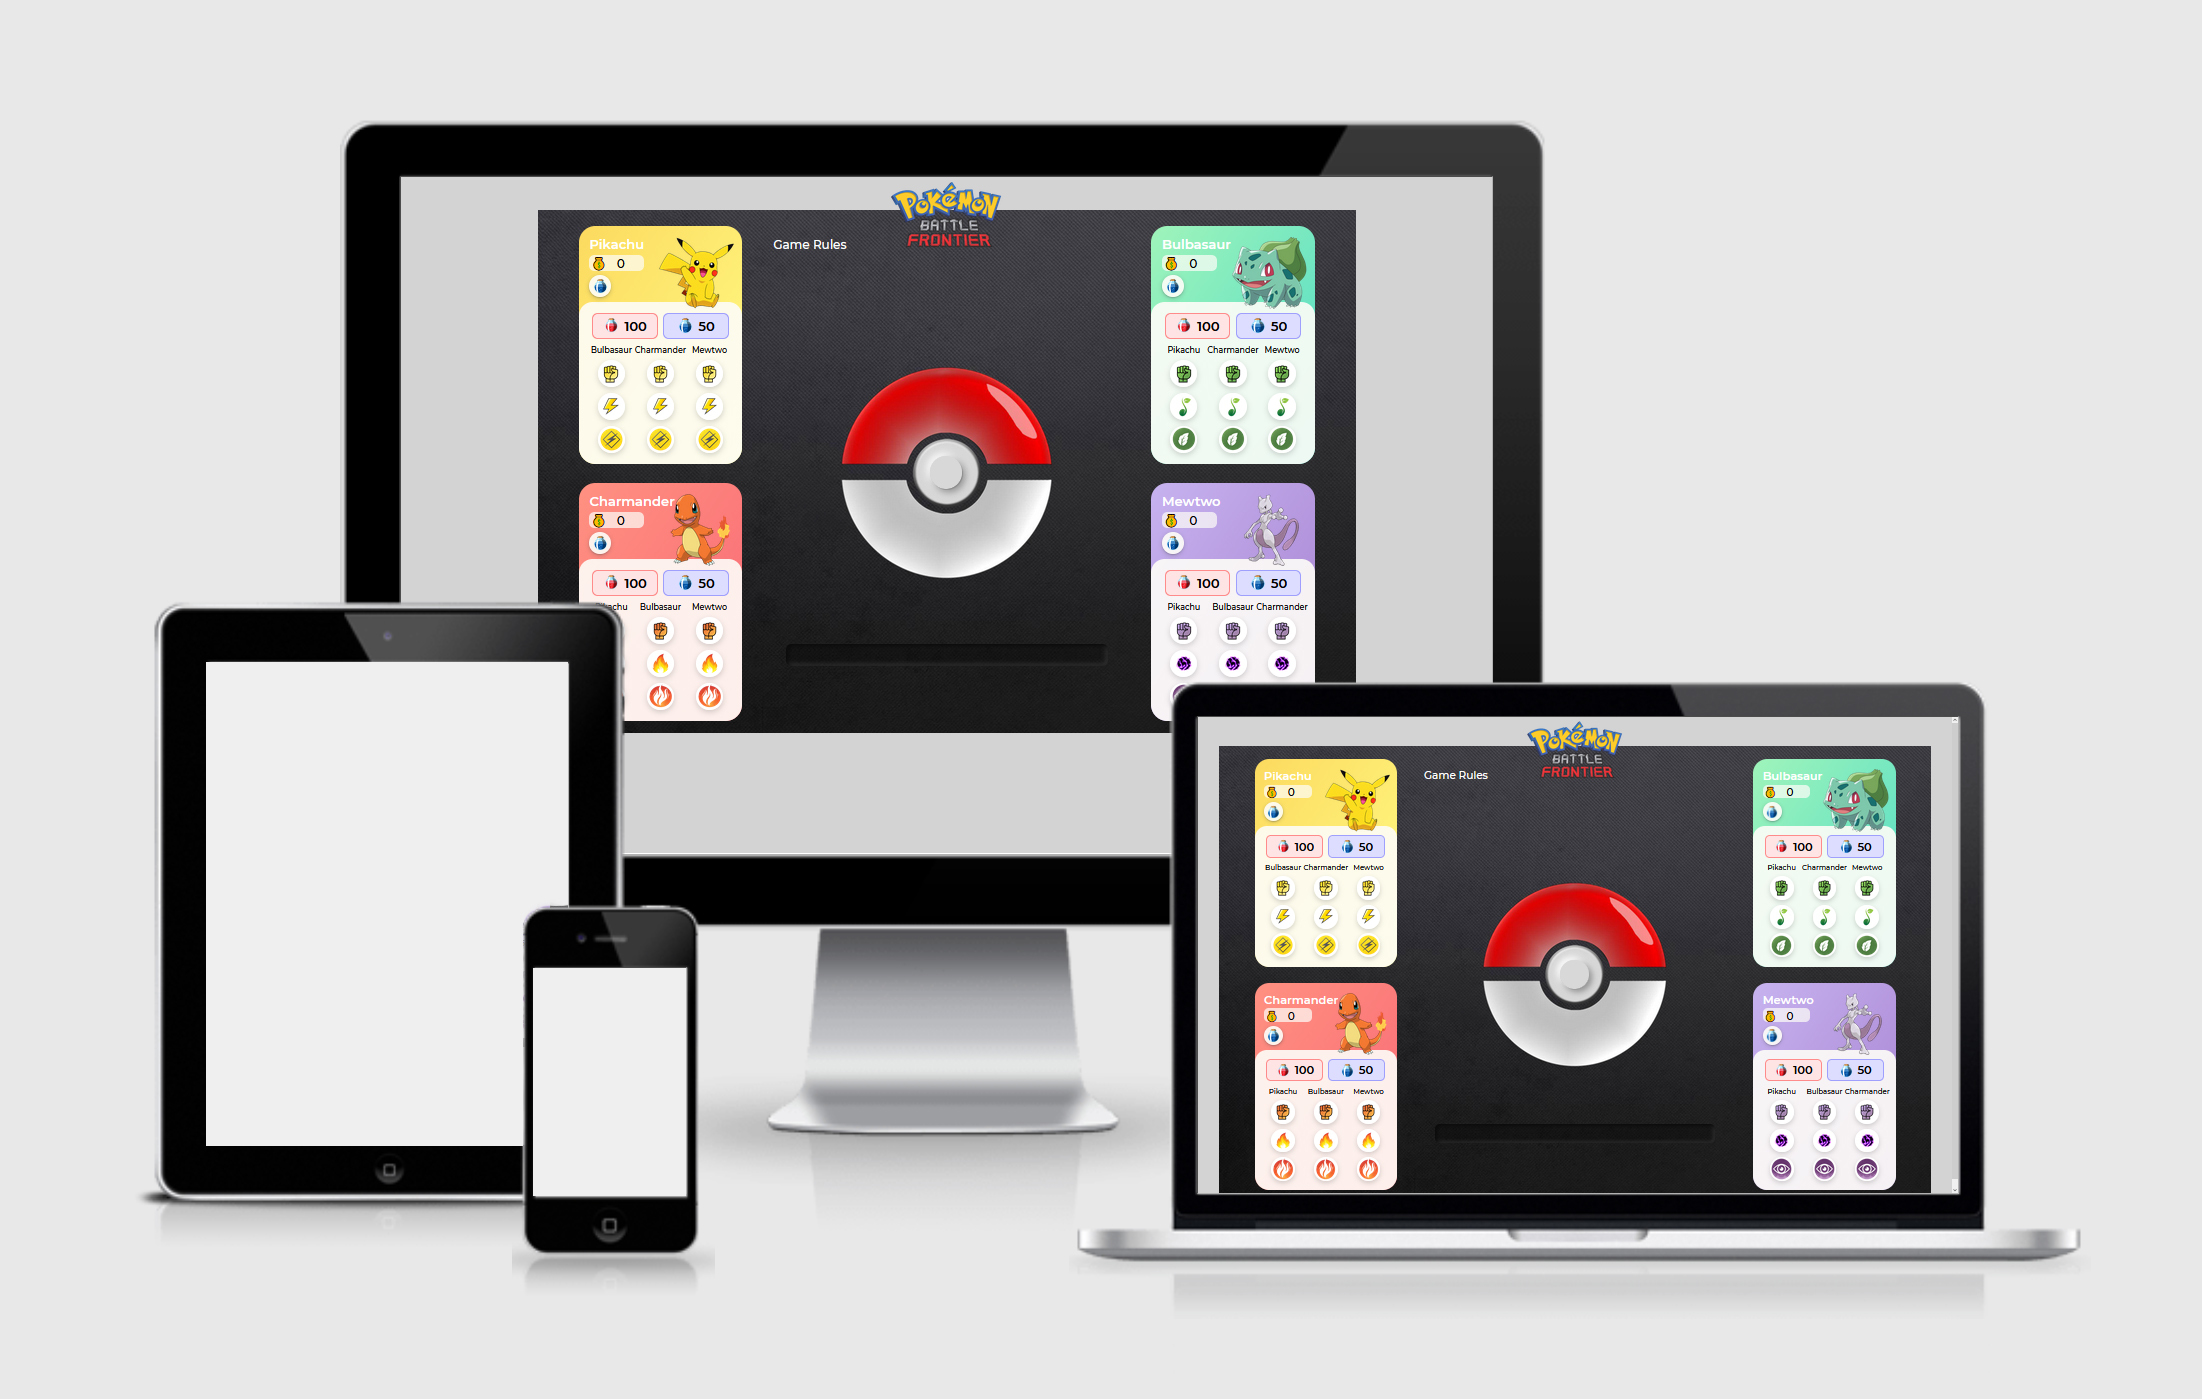 POKÉMON
BATTLE
FRONTIER
Game Rules
Pikachu
0
100 50
Bulbasaur Charmander Mewtwo
Bulbasaur
0
100 50
Pikachu Charmander Mewtwo
Charmander
0
100 50
Bulbasaur Mewtwo
Mewtwo
0
100 50
Pikachu Bulbasaur Charmander
POKÉMON
BATTLE
FRONTIER
Game Rules
Pikachu
0
100 50
Bulbasaur Charmander Mewtwo
Bulbasaur
0
100 50
Pikachu Charmander Mewtwo
Charmander
0
100 50
Pikachu Bulbasaur Mewtwo
Mewtwo
0
100 50
Pikachu Bulbasaur Charmander